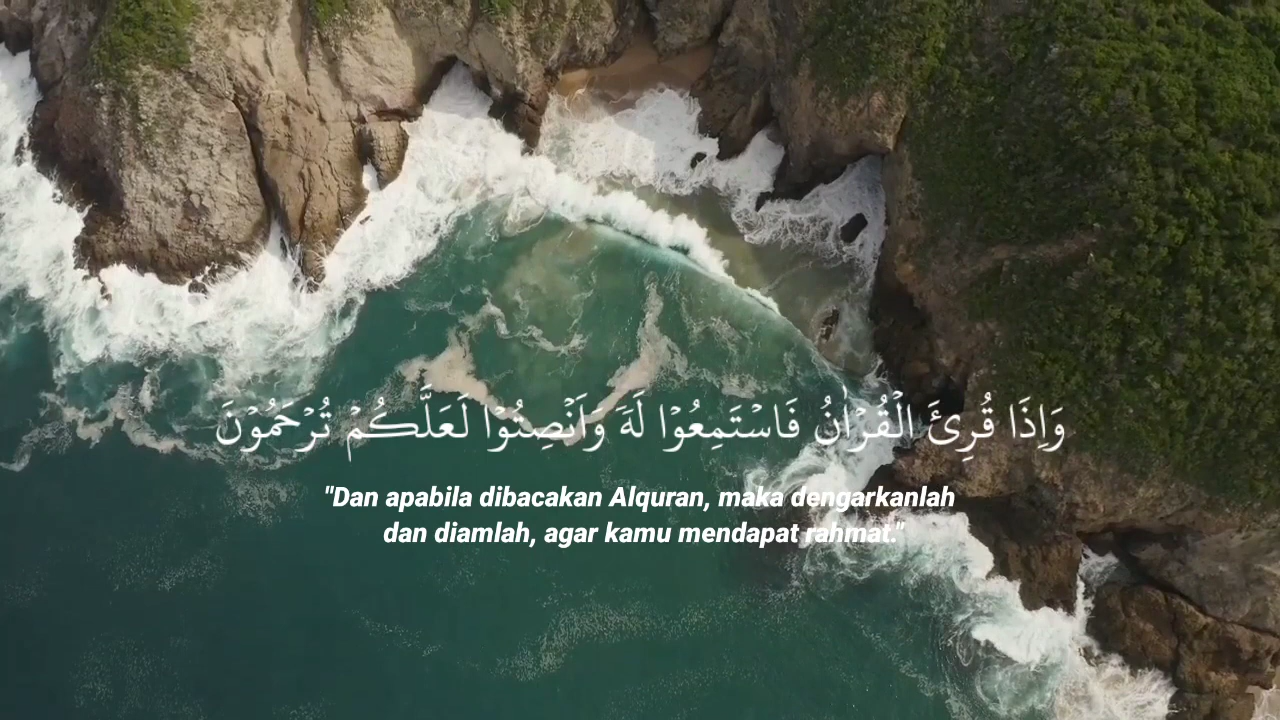 وَاِذَا قُرِئَ الْقُرْاٰنُ فَاسْتَمِعُوْا لَهٗ وَاَنْصِتُوْا لَعَلَّكُمْ تُرْحَمُوْنَ
"Dan apabila dibacakan Alquran, maka dengarkanlah
dan diamlah, agar kamu mendapat rahmat."